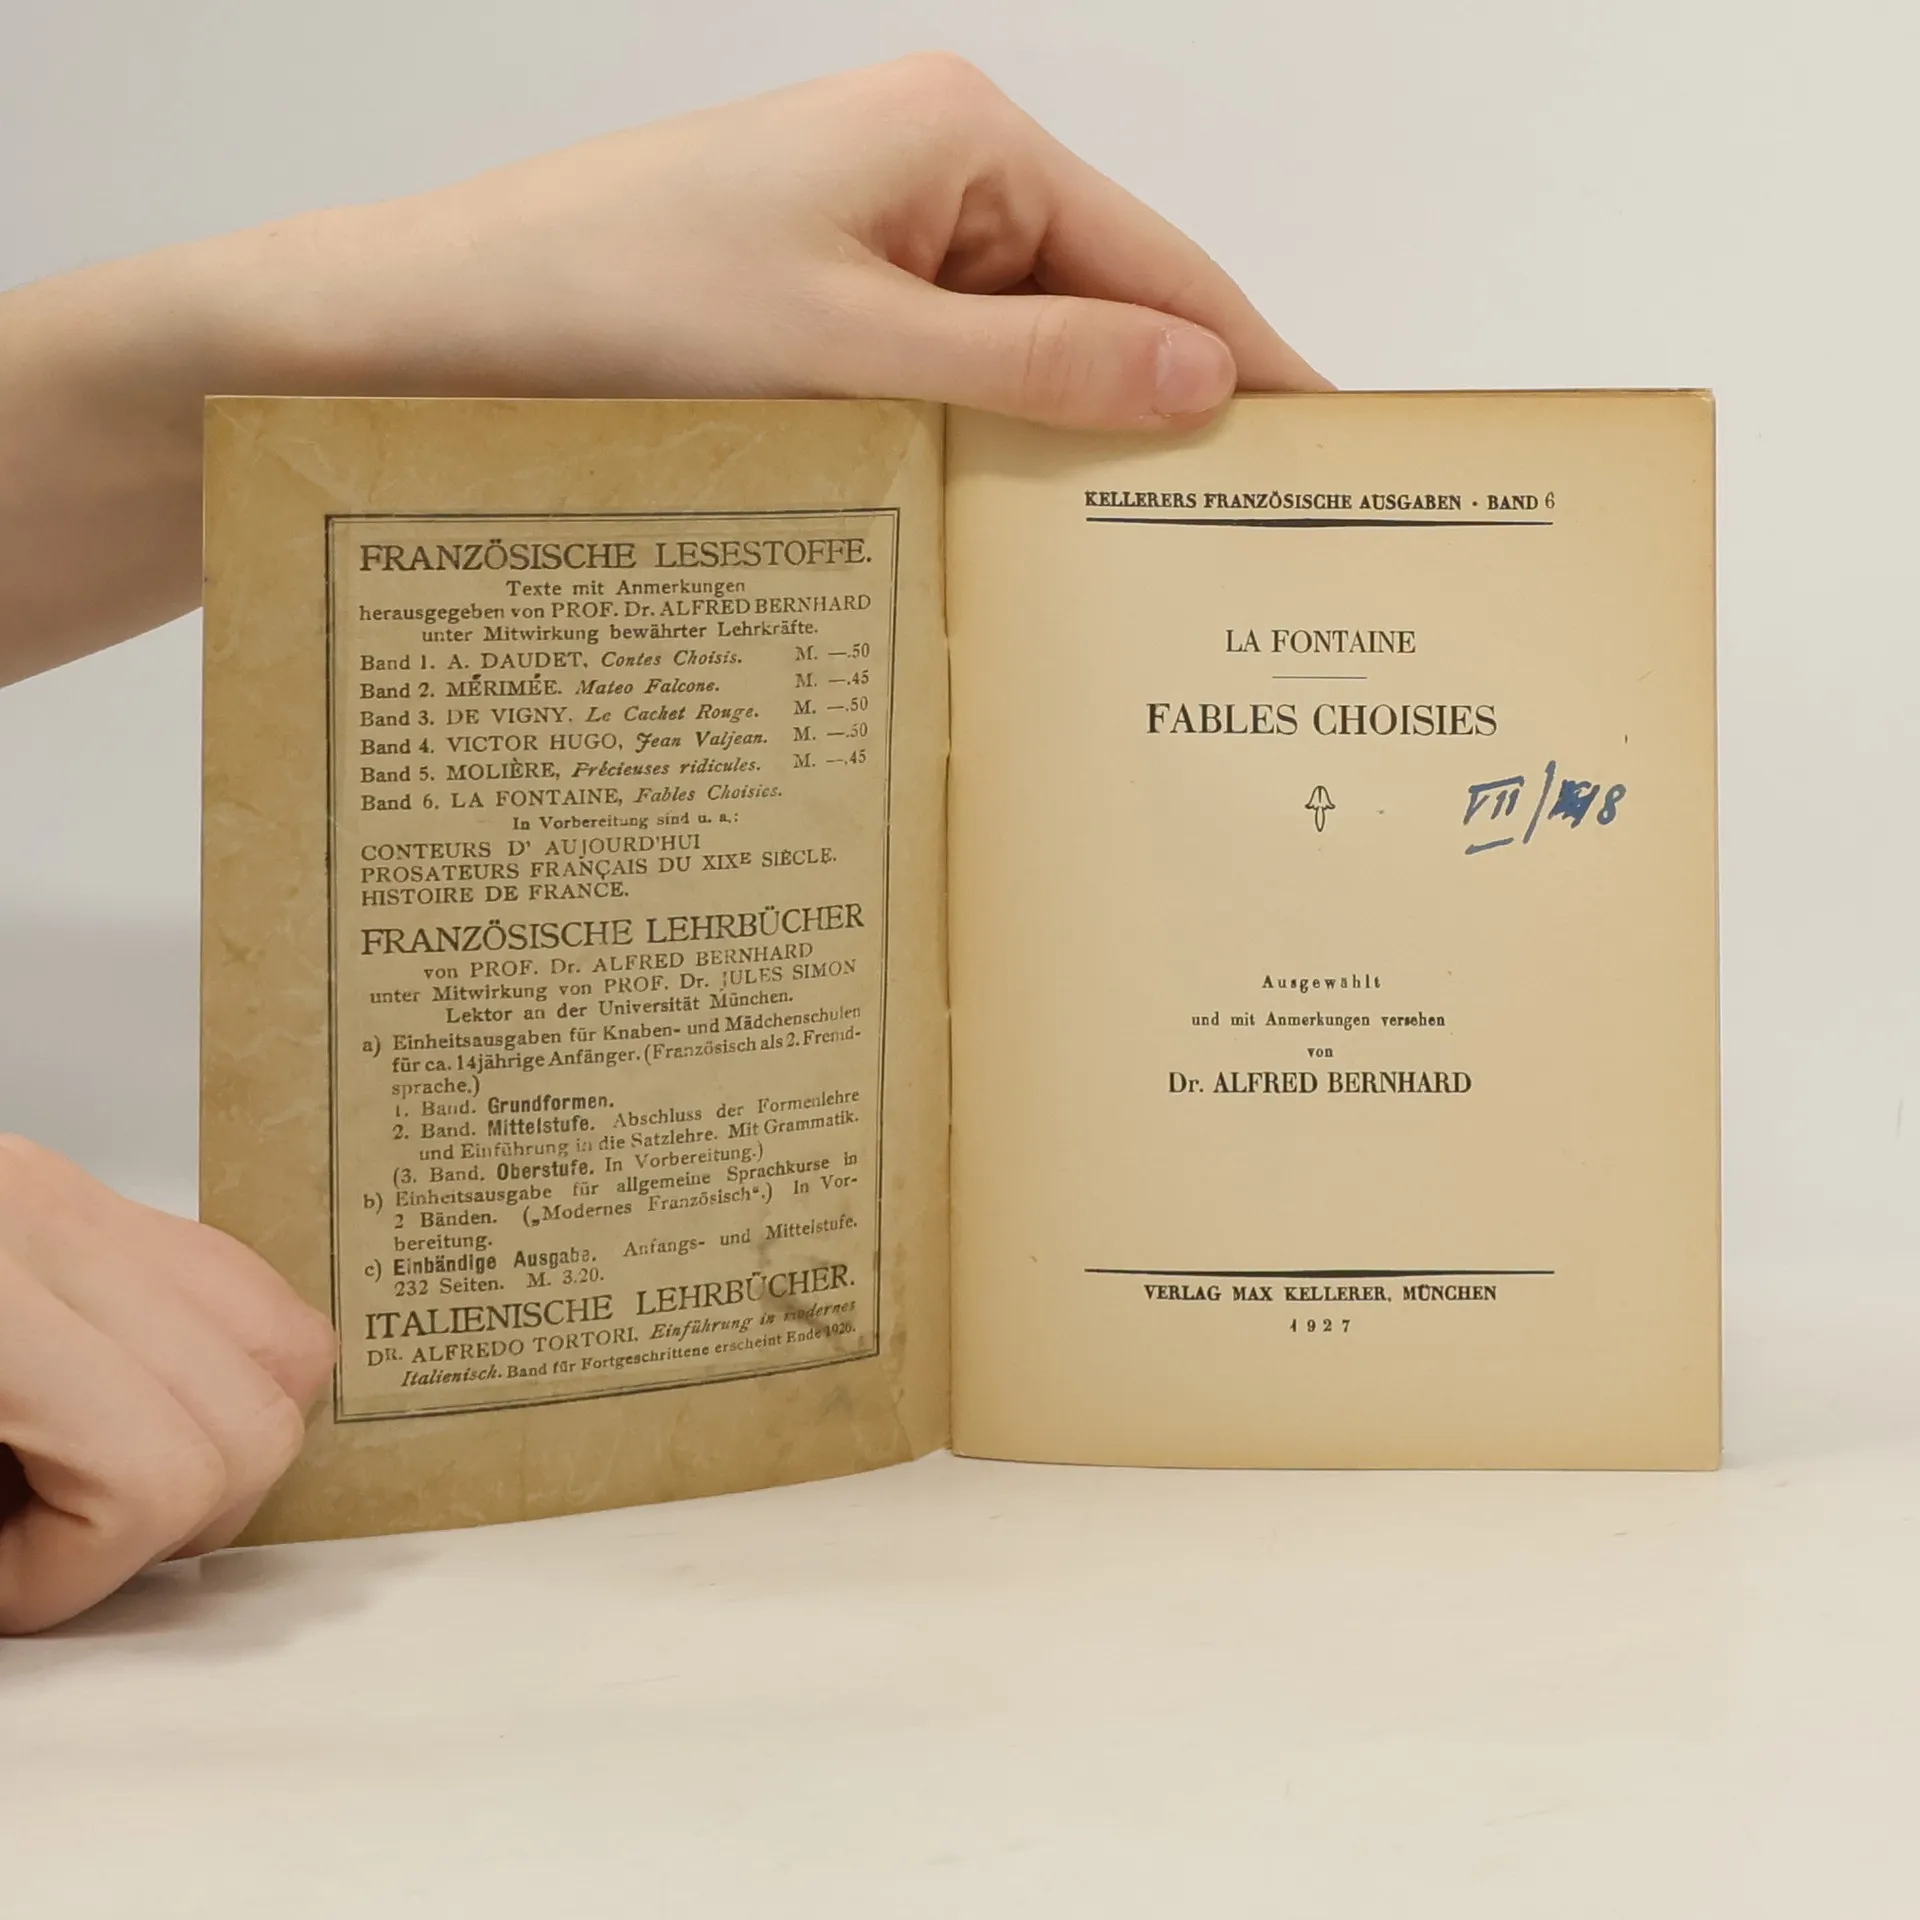 FRANZÖSISCHE LESESTOFFE.
Texte mit Anmerkungen
herausgegeben von PROF. Dr. ALFRED BERNHARD
unter Mitwirkung bewährter Lehrkräfte.
Band 1. A. DAUDET, Contes Choisis. M. —.50
Band 2. MÉRIMÉE. Mateo Falcone. M. —.45
Band 3. DE VIGNY, Le Cachet Rouge. M. —.50
Band 4. VICTOR HUGO, Jean Valjean. M. —.50
Band 5. MOLIÈRE, Précieuses ridicules. M. —.45
Band 6. LA FONTAINE, Fables Choisies.
In Vorbereitung sind u. a.:
CONTEURS D' AUJOURD'HUI
PROSATEURS FRANÇAIS DU XIXE SIÈCLE.
HISTOIRE DE FRANCE.
FRANZÖSISCHE LEHRBÜCHER
von PROF. Dr. ALFRED BERNHARD
unter Mitwirkung von PROF. Dr. JULES SIMON
Lektor an der Universität München.
a) Einheitsausgaben für Knaben- und Mädchenschulen
für ca. 14jährige Anfänger. (Französisch als 2. Fremd-
sprache.)
1. Band. Grundformen.
2. Band. Mittelstufe. Abschluss der Formenlehre
und Einführung in die Satzlehre. Mit Grammatik.
(3. Band. Oberstufe. In Vorbereitung.)
b) Einheitsausgabe für allgemeine Sprachkurse in
2 Bänden. („Modernes Französisch“.) In Vor-
bereitung.
c) Einbändige Ausgabe. Anfangs- und Mittelstufe.
232 Seiten. M. 3.20.
ITALIENISCHE LEHRBÜCHER.
DR. ALFREDO TORTORI. Einführung in modernes
Italienisch. Band für Fortgeschrittene erscheint Ende 1926.
KELLERERS FRANZÖSISCHE AUSGABEN · BAND 6
LA FONTAINE
FABLES CHOISIES
VII/ 8
Ausgewählt
und mit Anmerkungen versehen
von
Dr. ALFRED BERNHARD
VERLAG MAX KELLERER, MÜNCHEN
1927